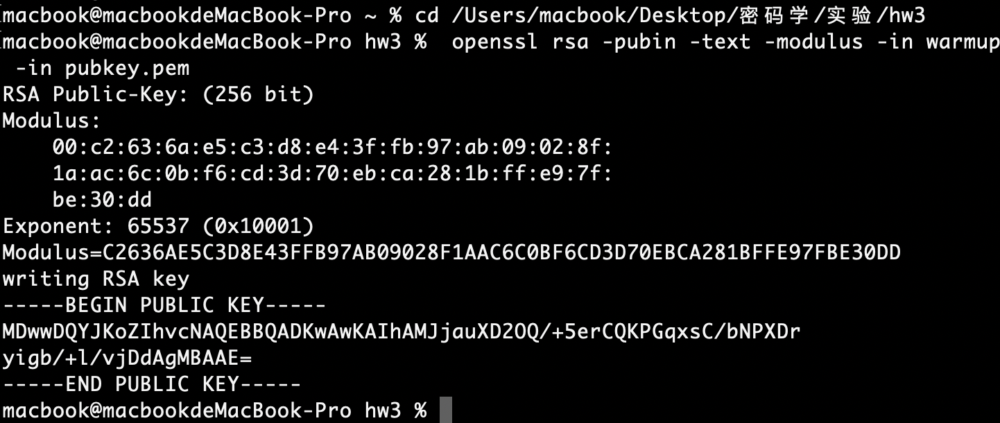 macbook@macbookdeMacBook-Pro ~ % cd /Users/macbook/Desktop/密码学/实验/hw3
macbook@macbookdeMacBook-Pro hw3 %  openssl rsa -pubin -text -modulus -in warmup
 -in pubkey.pem
RSA Public-Key: (256 bit)
Modulus:
    00:c2:63:6a:e5:c3:d8:e4:3f:fb:97:ab:09:02:8f:
    1a:ac:6c:0b:f6:cd:3d:70:eb:ca:28:1b:ff:e9:7f:
    be:30:dd
Exponent: 65537 (0x10001)
Modulus=C2636AE5C3D8E43FFB97AB09028F1AAC6C0BF6CD3D70EBCA281BFFE97FBE30DD
writing RSA key
-----BEGIN PUBLIC KEY-----
MDwwDQYJKoZIhvcNAQEBBQADKwAwKAIhAMJjauXD2OQ/+5erCQKPGqxsC/bNPXDr
yigb/+l/vjDdAgMBAAE=
-----END PUBLIC KEY-----
macbook@macbookdeMacBook-Pro hw3 %